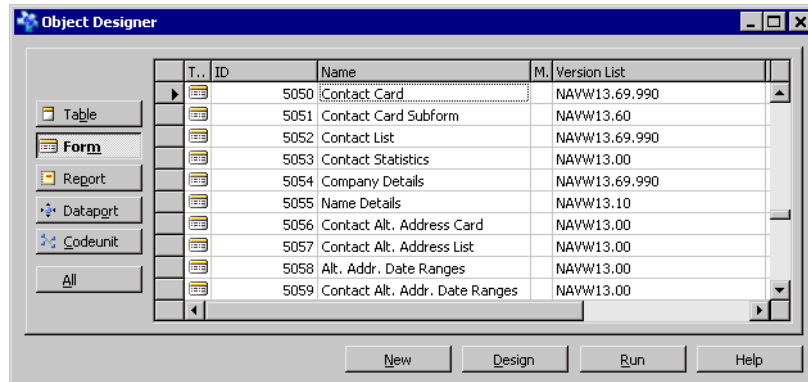 Object Designer
T.. ID Name M. Version List
5050 Contact Card NAVW13.69.990
5051 Contact Card Subform NAVW13.60
5052 Contact List NAVW13.69.990
5053 Contact Statistics NAVW13.00
5054 Company Details NAVW13.69.990
5055 Name Details NAVW13.10
5056 Contact Alt. Address Card NAVW13.00
5057 Contact Alt. Address List NAVW13.00
5058 Alt. Addr. Date Ranges NAVW13.00
5059 Contact Alt. Addr. Date Ranges NAVW13.00
Table
Form
Report
Dataport
Codeunit
All
New Design Run Help